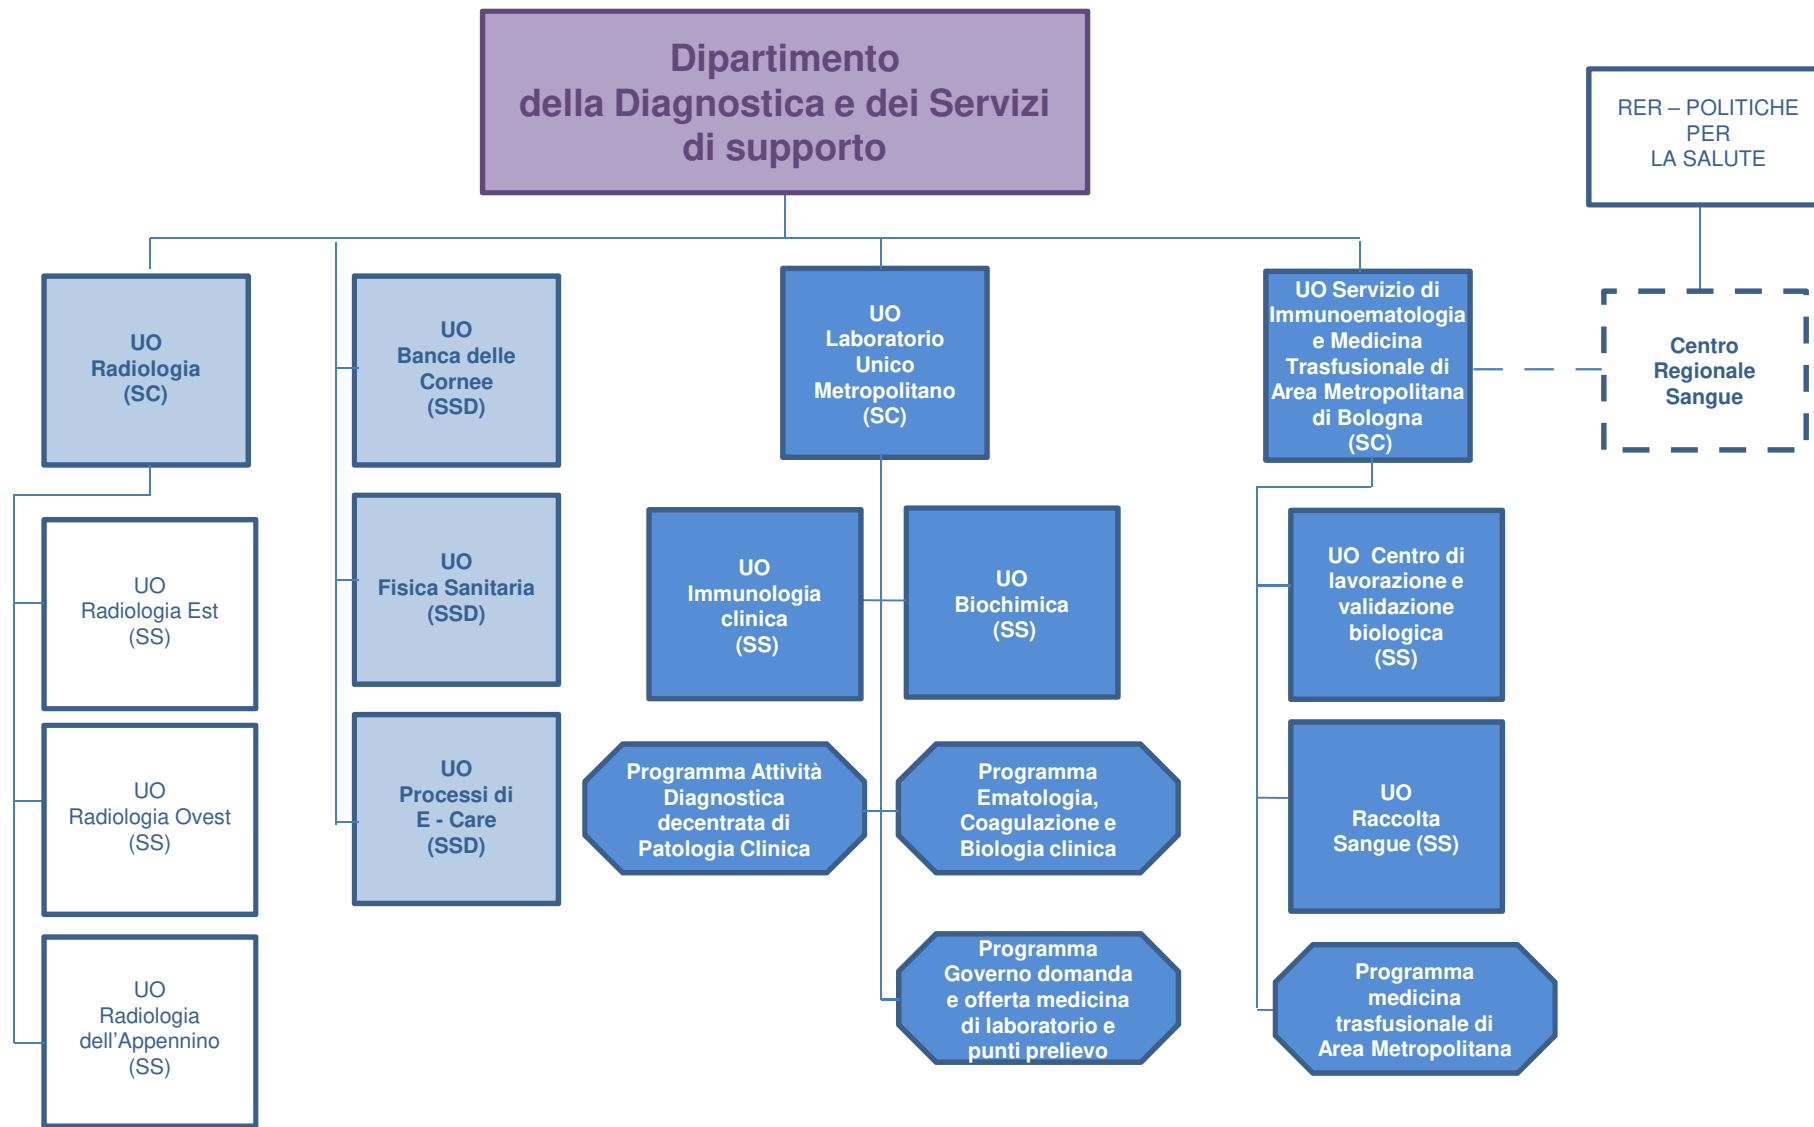 Dipartimento
della Diagnostica e dei Servizi
di supporto
RER – POLITICHE
PER
LA SALUTE
UO
Radiologia
(SC)
UO
Banca delle
Cornee
(SSD)
UO
Laboratorio
Unico
Metropolitano
(SC)
UO Servizio di
Immunoematologia
e Medicina
Trasfusionale di
Area Metropolitana
di Bologna
(SC)
Centro
Regionale
Sangue
UO
Radiologia Est
(SS)
UO
Fisica Sanitaria
(SSD)
UO
Immunologia
clinica
(SS)
UO
Biochimica
(SS)
UO  Centro di
lavorazione e
validazione
biologica
(SS)
UO
Radiologia Ovest
(SS)
UO
Processi di
E - Care
(SSD)
Programma Attività
Diagnostica
decentrata di
Patologia Clinica
Programma
Ematologia,
Coagulazione e
Biologia clinica
UO
Raccolta
Sangue (SS)
UO
Radiologia
dell’Appennino
(SS)
Programma
Governo domanda
e offerta medicina
di laboratorio e
punti prelievo
Programma
medicina
trasfusionale di
Area Metropolitana